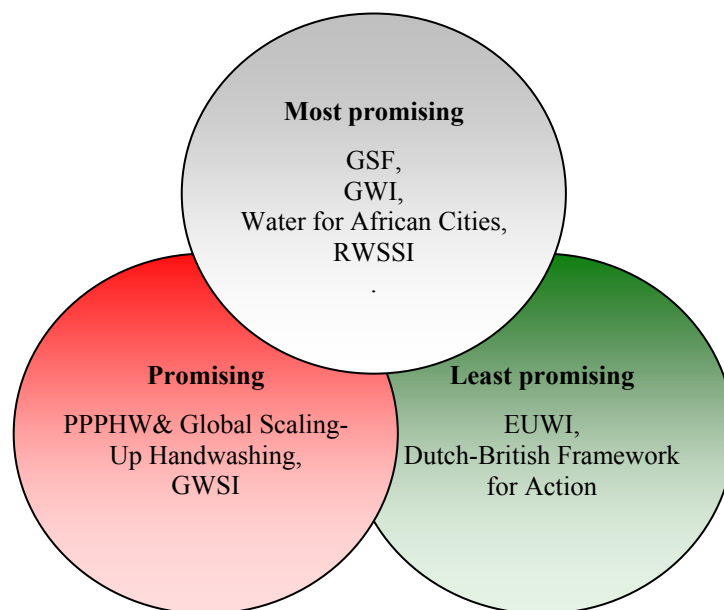 Most promising
GSF,
GWI,
Water for African Cities,
RWSSI
.
Promising
PPPHW& Global Scaling-
Up Handwashing,
GWSI
Least promising
EUWI,
Dutch-British Framework
for Action